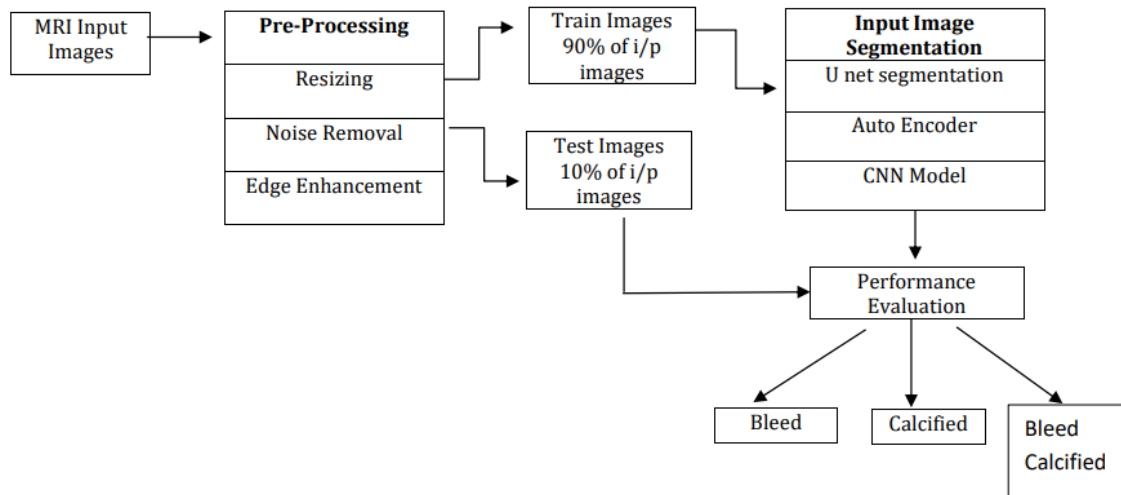 MRI Input
Images
Pre-Processing
Resizing
Noise Removal
Edge Enhancement
Train Images
90% of i/p
images
Test Images
10% of i/p
images
Input Image
Segmentation
U net segmentation
Auto Encoder
CNN Model
Performance
Evaluation
Bleed
Calcified
Bleed
Calcified